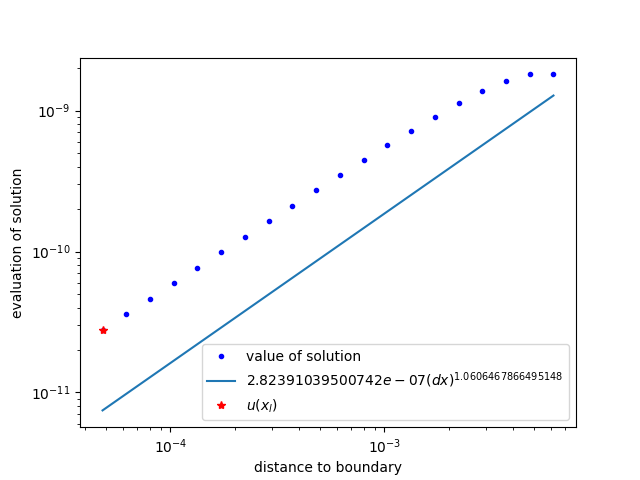 10⁻⁹
10⁻¹⁰
10⁻¹¹
evaluation of solution
value of solution
2.82391039500742e − 07(dx)^1.0606467866495148
u(x_l)
10⁻⁴
10⁻³
distance to boundary